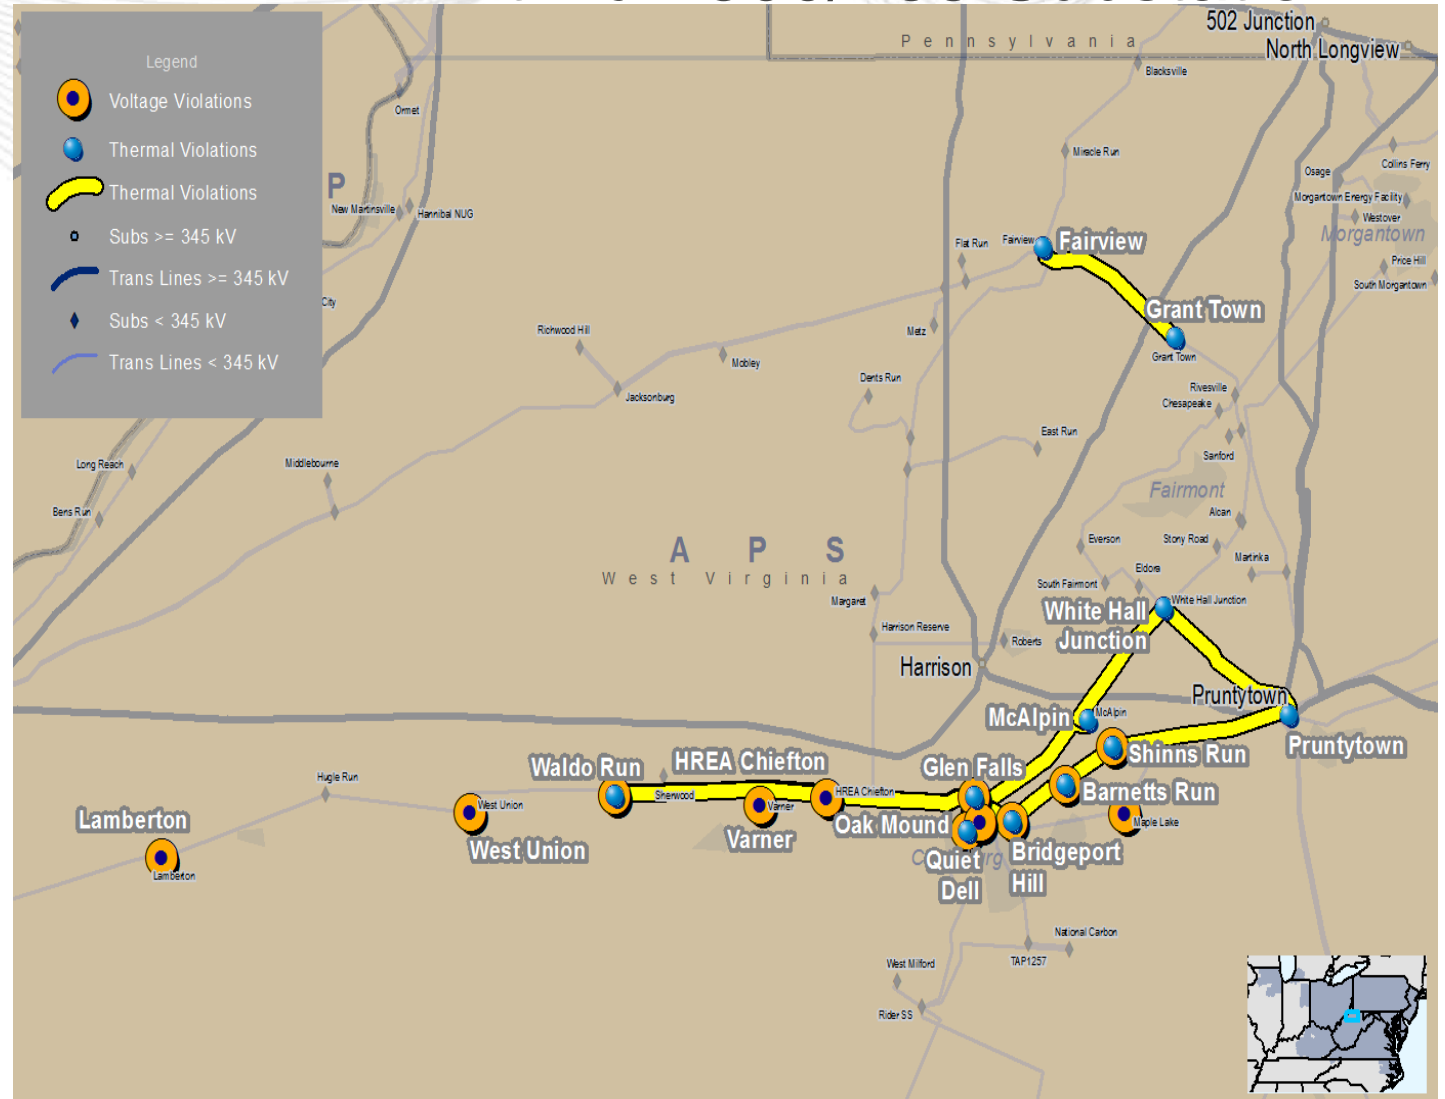 502 Junction
North Longview
Pennsylvania
Blacksville
Legend
Voltage Violations
Thermal Violations
Thermal Violations
Subs >= 345 kV
Trans Lines >= 345 kV
Subs < 345 kV
Trans Lines < 345 kV
Ormet
P
New Martinsville
Hannibal NUG
City
Miracle Run
Collins Ferry
Osage
Morgantown Energy Facility
Westover
Morgantown
Price Hill
South Morgantown
Flat Run
Fairview
Fairview
Grant Town
Grant Town
Metz
Richwood Hill
Mobley
Jacksonburg
Dents Run
Rivesville
Chesapeake
East Run
Sanford
Long Reach
Middlebourne
Bens Run
Fairmont
Alcan
Everson
Stony Road
Martinka
APS
West Virginia
Eldora
South Fairmont
Margaret
White Hall Junction
White Hall
Junction
Harrison Reserve
Roberts
Harrison
Pruntytown
McAlpin
McAlpin
Pruntytown
Shinns Run
Glen Falls
HREA Chiefton
Waldo Run
Hugle Run
Sherwood
HREA Chiefton
Barnetts Run
West Union
Varner
Lamberton
Oak Mound
Maple Lake
Varner
West Union
Quiet
Dell
Bridgeport
Hill
Lamberton
National Carbon
TAP1257
West Milford
Rider SS